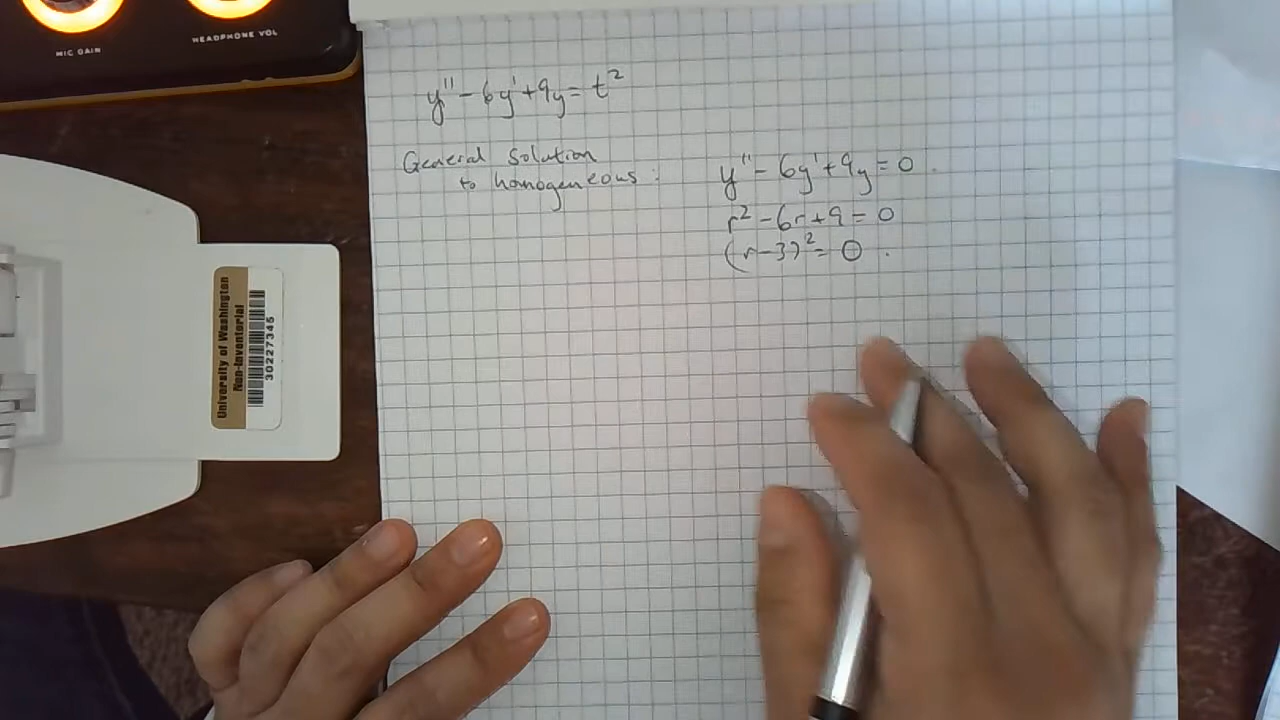 MIC GAIN
HEADPHONE VOL
y'' - 6y' + 9y = t²
General solution
to homogeneous :
y'' - 6y' + 9y = 0 .
r² - 6r + 9 = 0
(r - 3)² = 0 .
University of Washington
Non-Inventorial
30227345